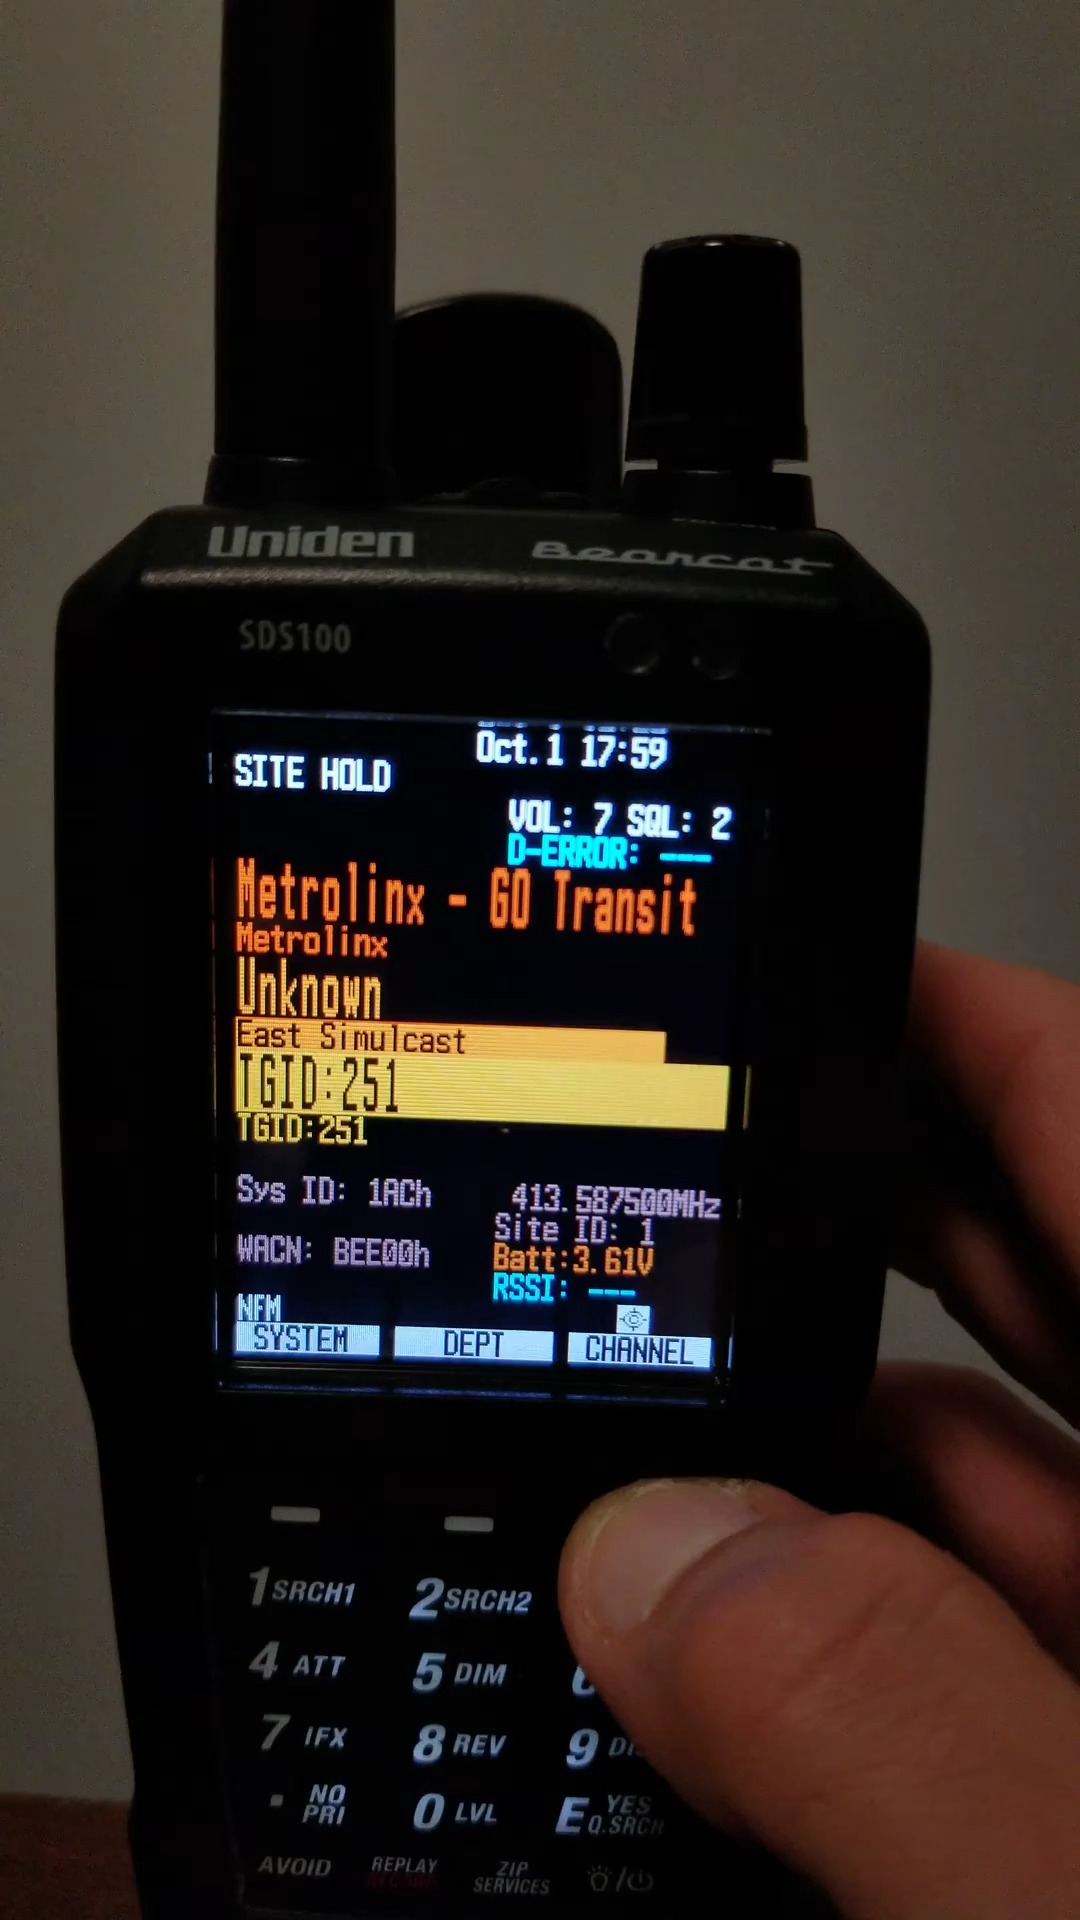 Uniden Bearcat
SDS100
Oct. 1 17:59
SITE HOLD
VOL: 7 SQL: 2
D-ERROR: ---
Metrolinx - GO Transit
Metrolinx
Unknown
East Simulcast
TGID:251
TGID:251
Sys ID: 1ACh 413.587500MHz
Site ID: 1
WACN: BEE00h
Batt:3.61V
RSSI: ---
NFM
SYSTEM DEPT CHANNEL
1 SRCH1 2 SRCH2
4 ATT 5 DIM
7 IFX 8 REV 9
. NO PRI 0 LVL E YES Q.SRCH
AVOID REPLAY RECORD ZIP SERVICES